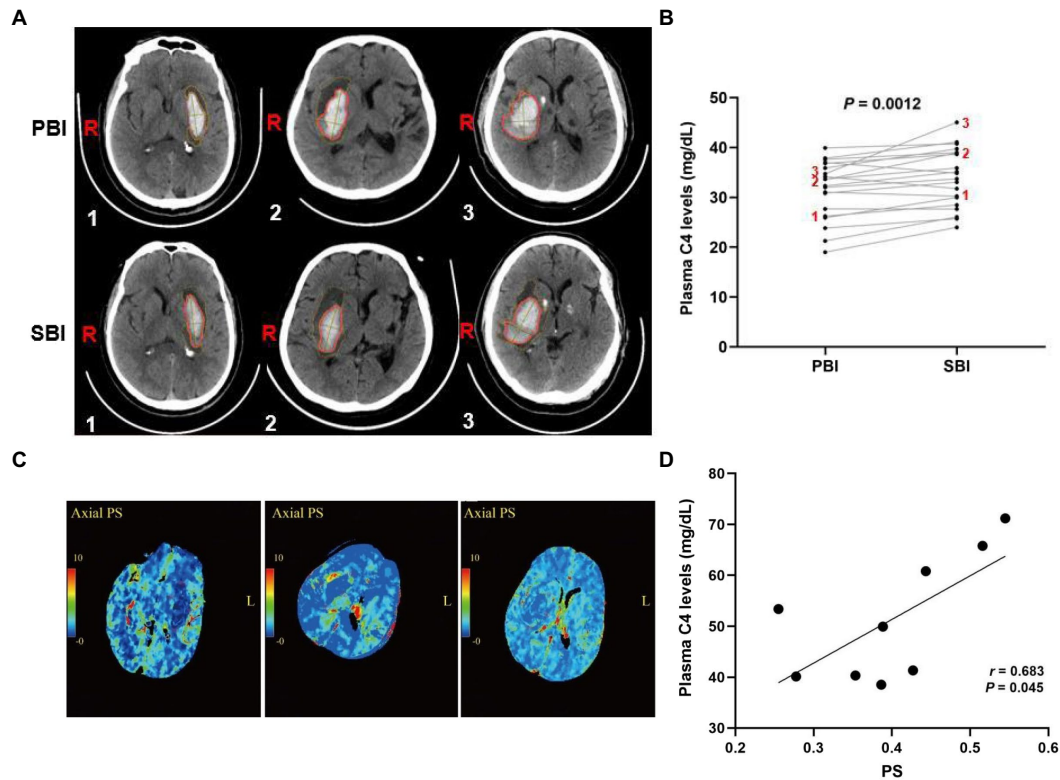 A
PBI
R
1
R
2
R
3
SBI
R
1
R
2
R
3
B
P = 0.0012
Plasma C4 levels (mg/dL)
50
40
30
20
10
0
3
2
1
3
2
1
PBI
SBI
C
Axial PS
10
-0
L
Axial PS
10
-0
L
Axial PS
10
-0
L
D
Plasma C4 levels (mg/dL)
80
70
60
50
40
30
r = 0.683
P = 0.045
0.2
0.3
0.4
0.5
0.6
PS